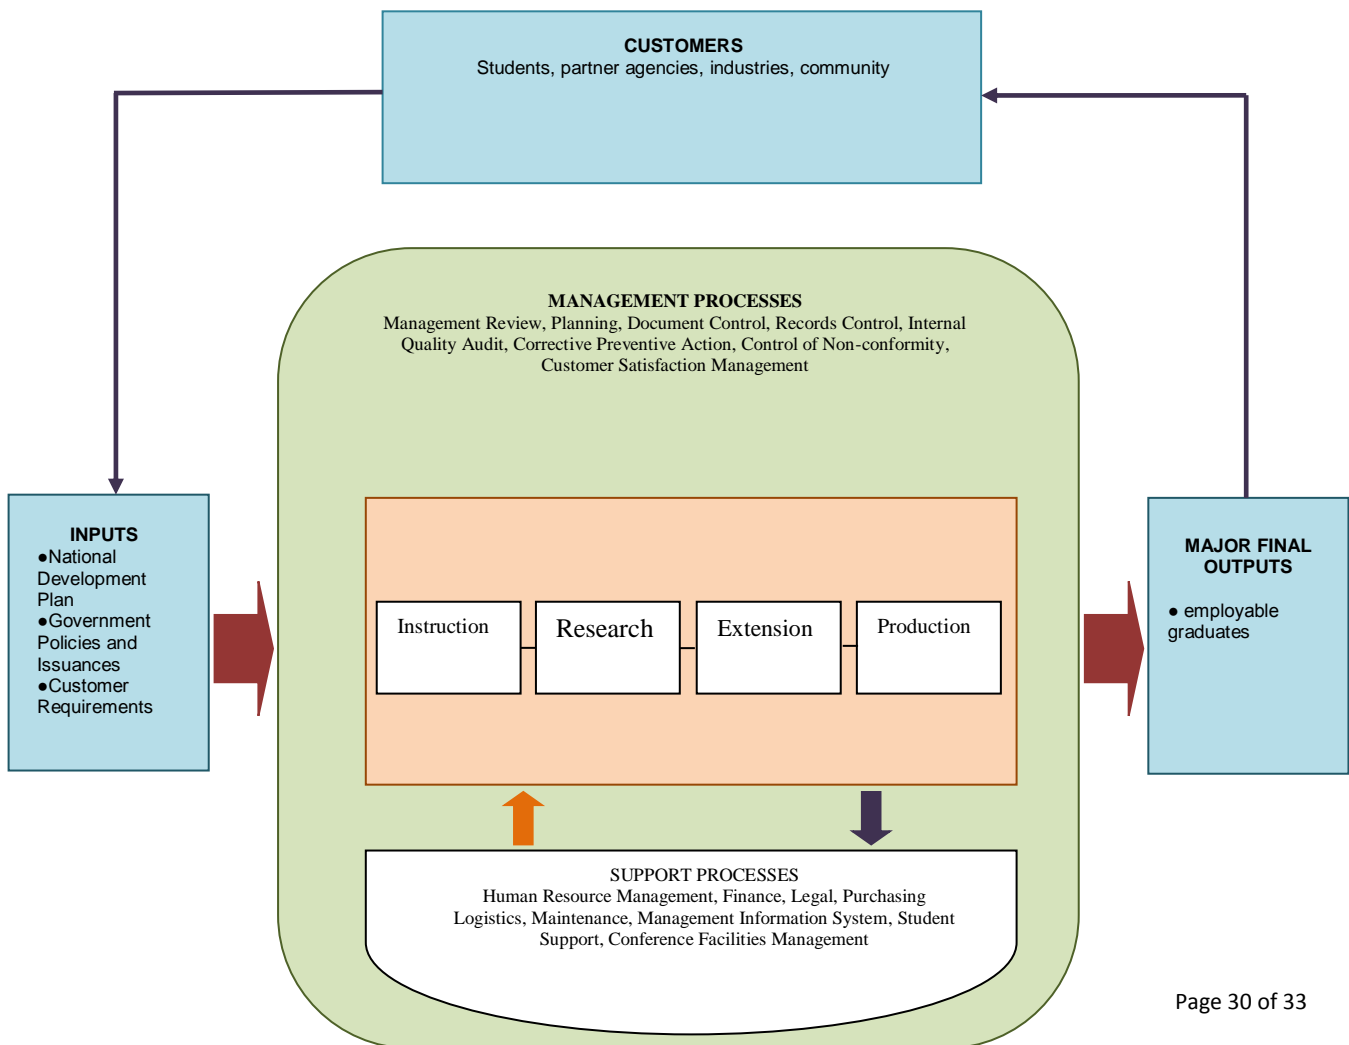 CUSTOMERS
Students, partner agencies, industries, community
MANAGEMENT PROCESSES
Management Review, Planning, Document Control, Records Control, Internal
Quality Audit, Corrective Preventive Action, Control of Non-conformity,
Customer Satisfaction Management
INPUTS
●National
Development
Plan
●Government
Policies and
Issuances
●Customer
Requirements
Instruction
Research
Extension
Production
MAJOR FINAL
OUTPUTS
● employable
graduates
SUPPORT PROCESSES
Human Resource Management, Finance, Legal, Purchasing
Logistics, Maintenance, Management Information System, Student
Support, Conference Facilities Management
Page 30 of 33